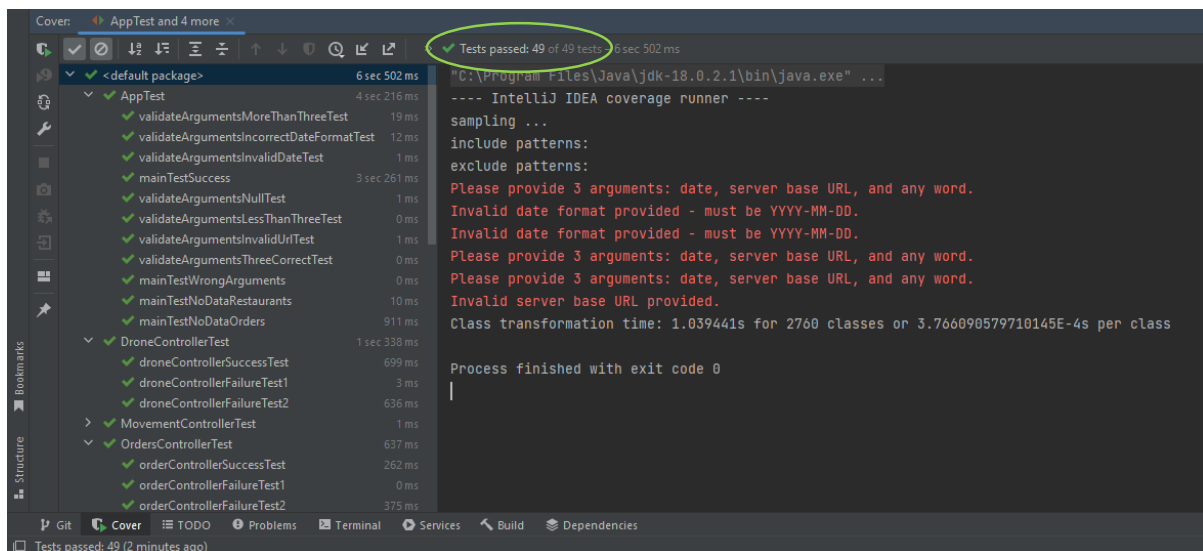 Cover: AppTest and 4 more
Tests passed: 49 of 49 tests – 6 sec 502 ms
<default package> 6 sec 502 ms
AppTest 4 sec 216 ms
validateArgumentsMoreThanThreeTest 19 ms
validateArgumentsIncorrectDateFormatTest 12 ms
validateArgumentsInvalidDateTest 1 ms
mainTestSuccess 3 sec 261 ms
validateArgumentsNullTest 1 ms
validateArgumentsLessThanThreeTest 0 ms
validateArgumentsInvalidUrlTest 1 ms
validateArgumentsThreeCorrectTest 0 ms
mainTestWrongArguments 0 ms
mainTestNoDataRestaurants 10 ms
mainTestNoDataOrders 911 ms
DroneControllerTest 1 sec 338 ms
droneControllerSuccessTest 699 ms
droneControllerFailureTest1 3 ms
droneControllerFailureTest2 636 ms
MovementControllerTest 1 ms
OrdersControllerTest 637 ms
orderControllerSuccessTest 262 ms
orderControllerFailureTest1 0 ms
orderControllerFailureTest2 375 ms
"C:\Program Files\Java\jdk-18.0.2.1\bin\java.exe" ...
---- IntelliJ IDEA coverage runner ----
sampling ...
include patterns:
exclude patterns:
Please provide 3 arguments: date, server base URL, and any word.
Invalid date format provided - must be YYYY-MM-DD.
Invalid date format provided - must be YYYY-MM-DD.
Please provide 3 arguments: date, server base URL, and any word.
Please provide 3 arguments: date, server base URL, and any word.
Invalid server base URL provided.
Class transformation time: 1.039441s for 2760 classes or 3.766090579710145E-4s per class
Process finished with exit code 0
Bookmarks
Structure
Git Cover TODO Problems Terminal Services Build Dependencies
Tests passed: 49 (2 minutes ago)